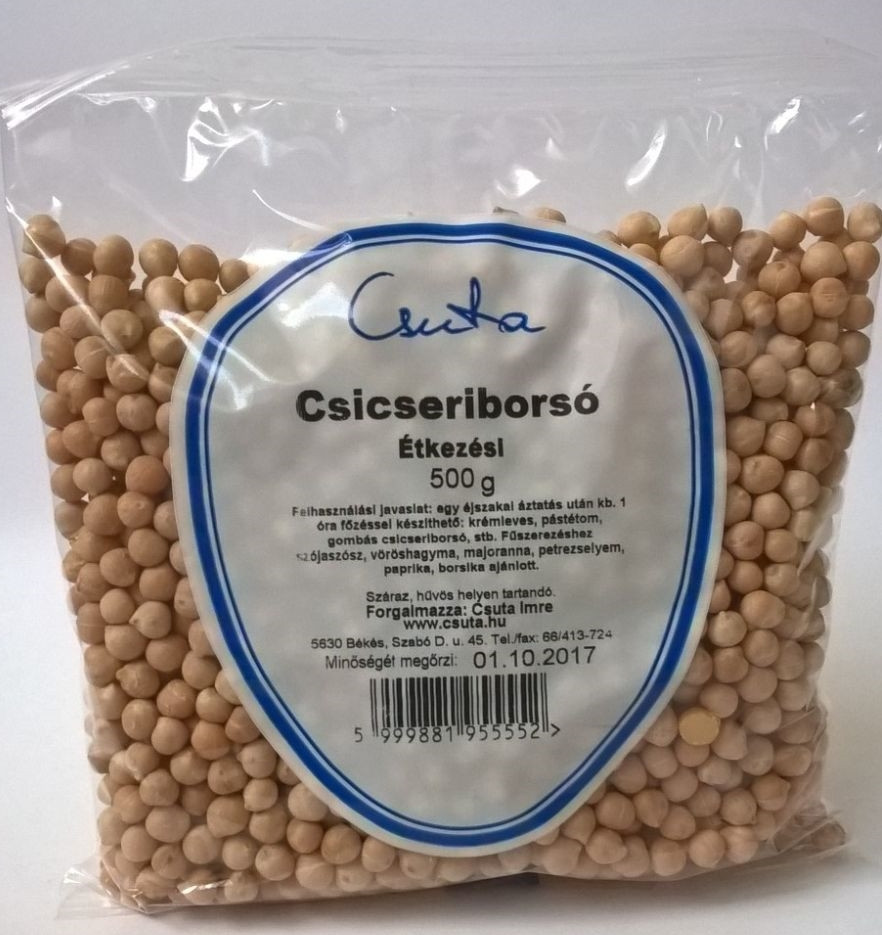 Csuta
Csicseriborsó
Étkezési
500 g
Felhasználási javaslat: egy éjszakai áztatás után kb. 1
óra főzéssel készíthető: krémleves, pástétom,
gombás csicseriborsó, stb. Fűszerezéshez
szójaszósz, vöröshagyma, majoranna, petrezselyem,
paprika, borsika ajánlott.
Száraz, hűvös helyen tartandó.
Forgalmazza: Csuta Imre
www.csuta.hu
5630 Békés, Szabó D. u. 45. Tel./fax: 66/413-724
Minőségét megőrzi: 01.10.2017
5 999881 955552 >